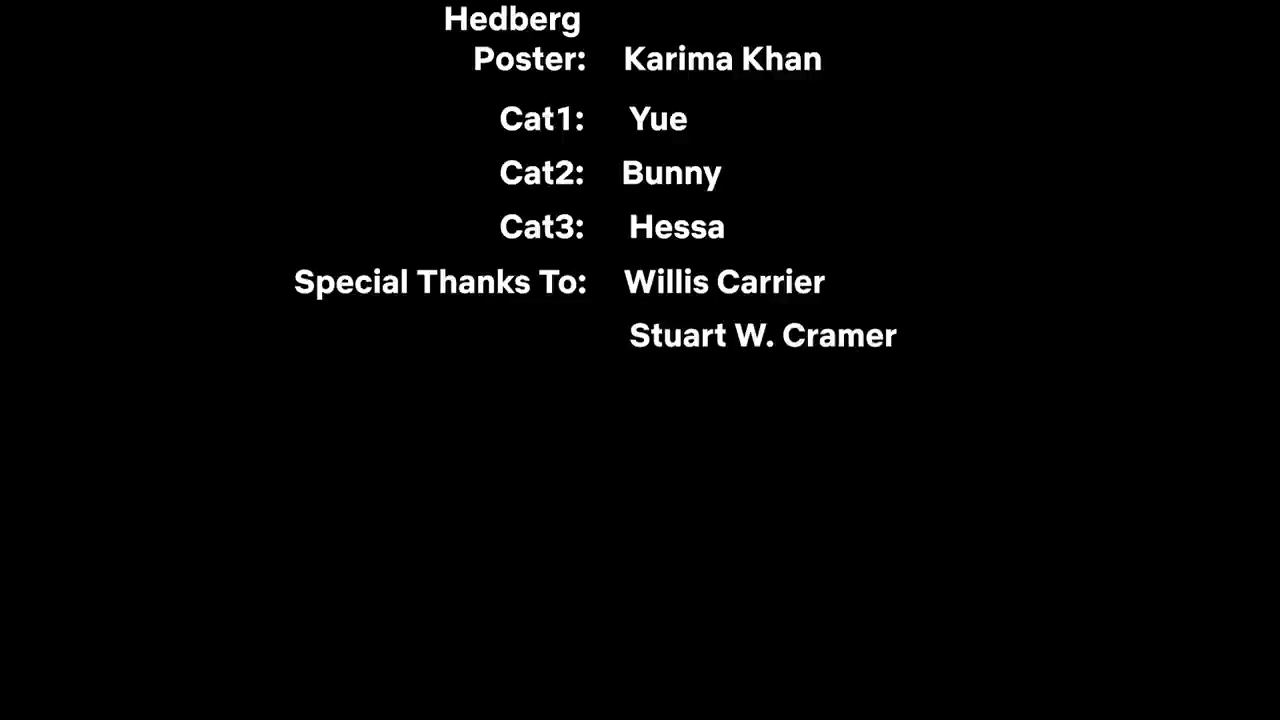 Hedberg
Poster: Karima Khan
Cat1: Yue
Cat2: Bunny
Cat3: Hessa
Special Thanks To: Willis Carrier
Stuart W. Cramer